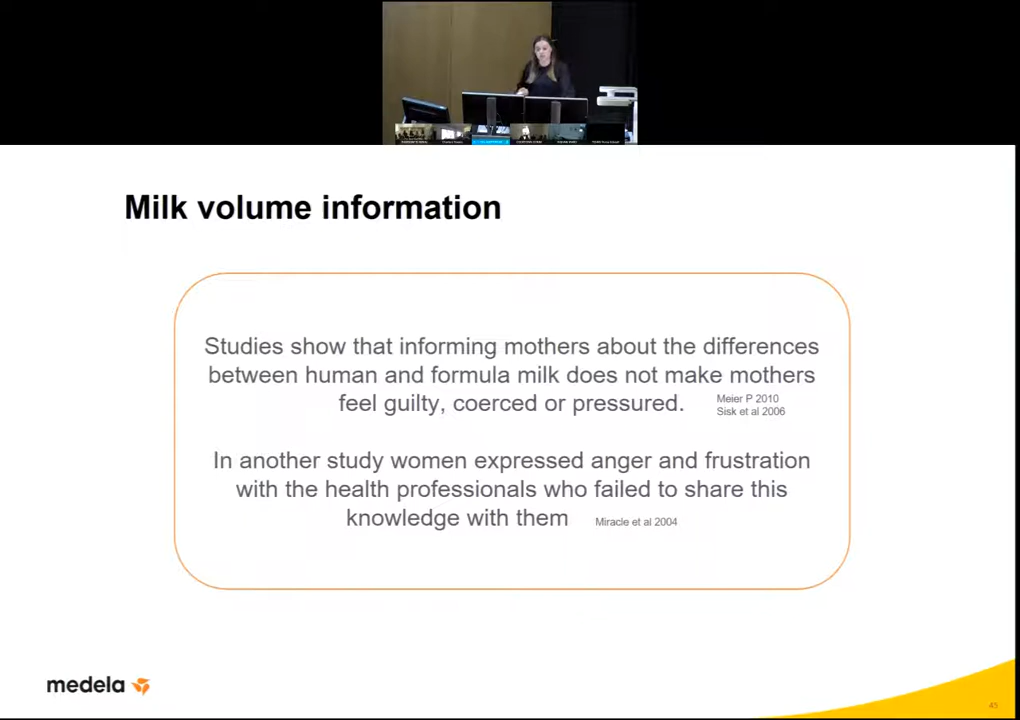 Milk volume information
Studies show that informing mothers about the differences
between human and formula milk does not make mothers
feel guilty, coerced or pressured.
Meier P 2010
Sisk et al 2006
In another study women expressed anger and frustration
with the health professionals who failed to share this
knowledge with them
Miracle et al 2004
medela
45